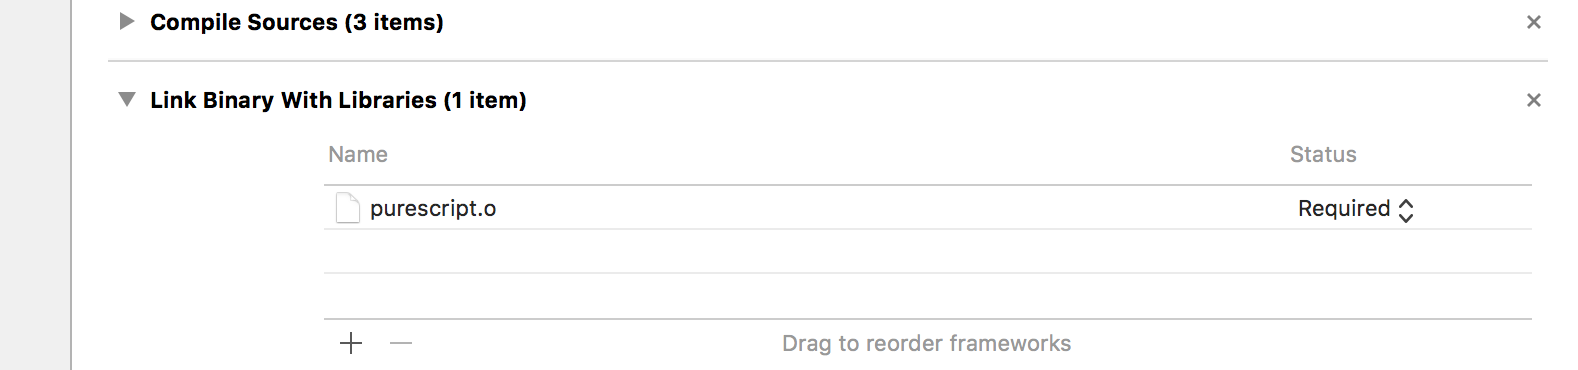 Compile Sources (3 items)
Link Binary With Libraries (1 item)
Name Status
purescript.o Required
Drag to reorder frameworks